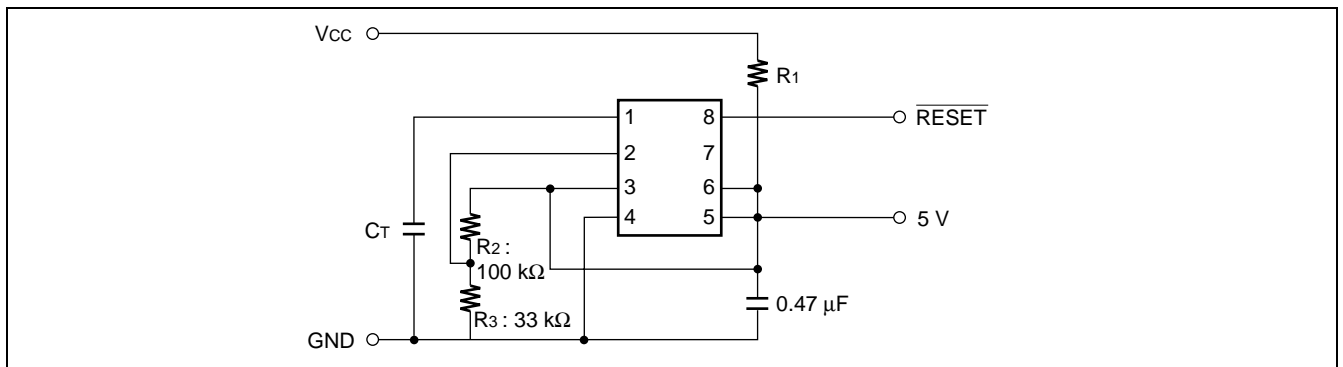 VCC
R1
1 8
RESET
2 7
3 6
4 5
5 V
CT
R2 :
100 kΩ
0.47 μF
R3 : 33 kΩ
GND